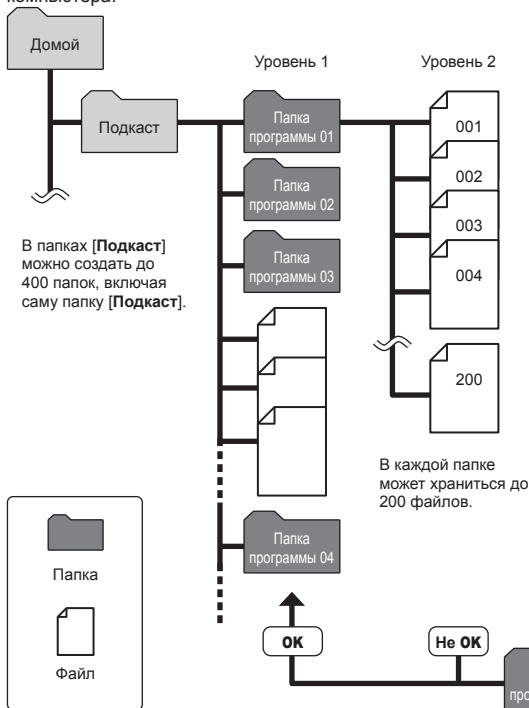 компьютера.
Домой
Уровень 1
Уровень 2
Подкаст
Папка
программы 01
001
002
003
004
200
Папка
программы 02
Папка
программы 03
В папках [Подкаст]
можно создать до
400 папок, включая
саму папку [Подкаст].
В каждой папке
может храниться до
200 файлов.
Папка
программы 04
Папка
Файл
OK
Не OK